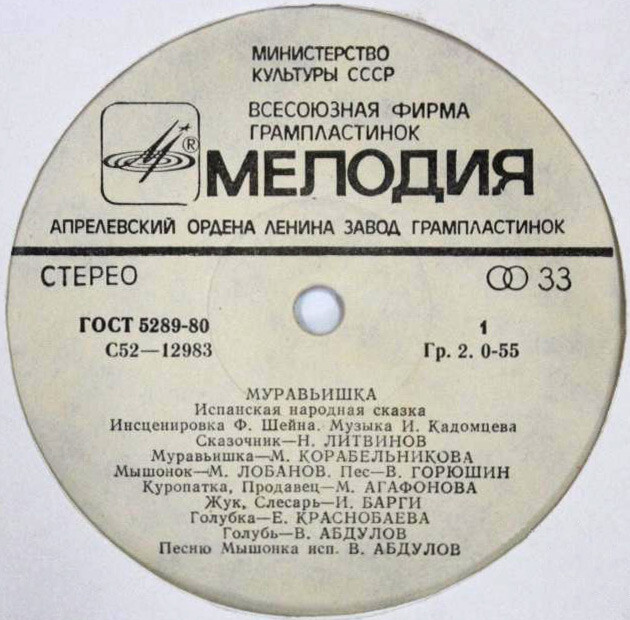 МИНИСТЕРСТВО
КУЛЬТУРЫ СССР
ВСЕСОЮЗНАЯ ФИРМА
ГРАМПЛАСТИНОК
®
МЕЛОДИЯ
АПРЕЛЕВСКИЙ ОРДЕНА ЛЕНИНА ЗАВОД ГРАМПЛАСТИНОК
СТЕРЕО 33
ГОСТ 5289-80 1
С52—12983 Гр. 2. 0-55
МУРАВЬИШКА
Испанская народная сказка
Инсценировка Ф. Шейна. Музыка И. Кадомцева
Сказочник—Н. ЛИТВИНОВ
Муравьишка—М. КОРАБЕЛЬНИКОВА
Мышонок—М. ЛОБАНОВ. Пес—В. ГОРЮШИН
Куропатка, Продавец—М. АГАФОНОВА
Жук, Слесарь—И. БАРГИ
Голубка—Е. КРАСНОБАЕВА
Голубь—В. АБДУЛОВ
Песню Мышонка исп. В. АБДУЛОВ